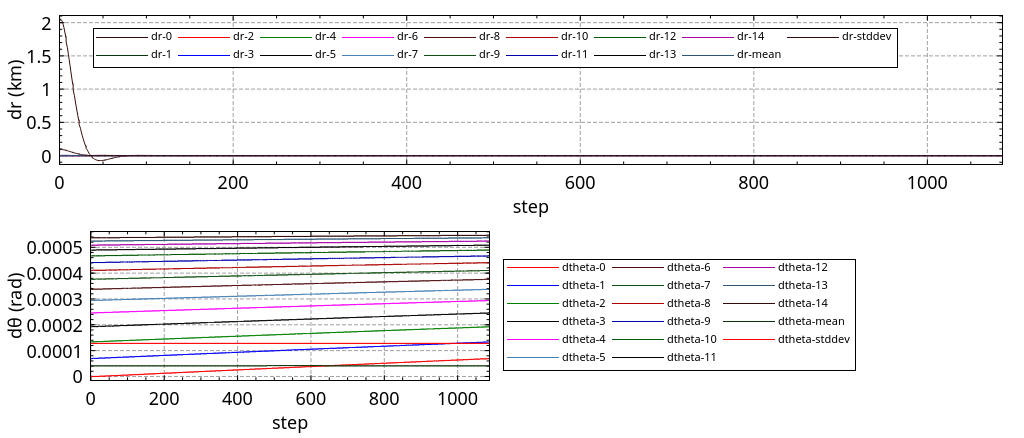 dr-0 dr-2 dr-4 dr-6 dr-8 dr-10 dr-12 dr-14 dr-stddev
dr-1 dr-3 dr-5 dr-7 dr-9 dr-11 dr-13 dr-mean
2
1.5
1
0.5
0
dr (km)
0 200 400 600 800 1000
step
0.0005
0.0004
0.0003
0.0002
0.0001
0
dθ (rad)
0 200 400 600 800 1000
step
dtheta-0 dtheta-6 dtheta-12
dtheta-1 dtheta-7 dtheta-13
dtheta-2 dtheta-8 dtheta-14
dtheta-3 dtheta-9 dtheta-mean
dtheta-4 dtheta-10 dtheta-stddev
dtheta-5 dtheta-11